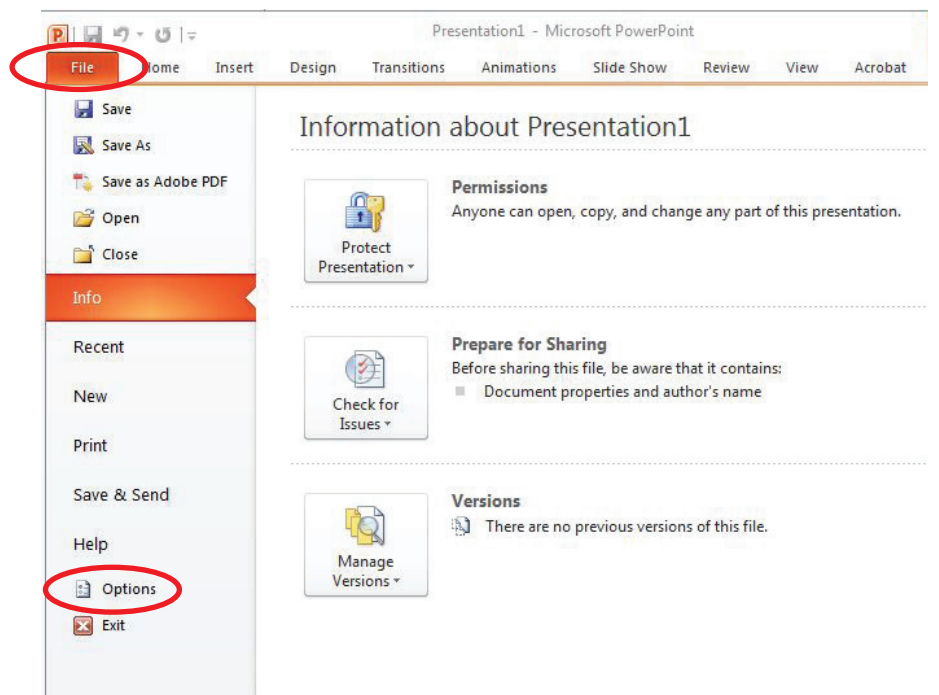 Presentation1 - Microsoft PowerPoint
File Home Insert Design Transitions Animations Slide Show Review View Acrobat
Save
Save As
Save as Adobe PDF
Open
Close
Info
Recent
New
Print
Save & Send
Help
Options
Exit
Information about Presentation1
Protect
Presentation
Permissions
Anyone can open, copy, and change any part of this presentation.
Check for
Issues
Prepare for Sharing
Before sharing this file, be aware that it contains:
Document properties and author's name
Manage
Versions
Versions
There are no previous versions of this file.